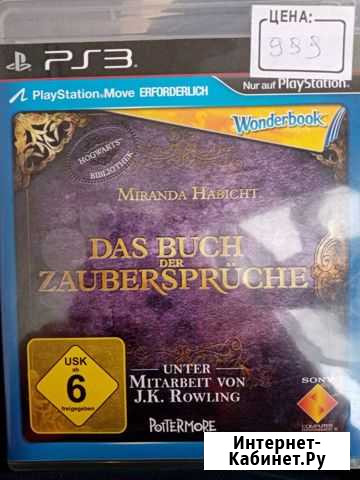 ЦЕНА:
999
PS3
PlayStation®Move ERFORDERLICH
Nur auf PlayStation
Wonderbook
HOGWARTS-
BIBLIOTHEK
MIRANDA HABICHT
DAS BUCH
DER
ZAUBERSPRÜCHE
USK
ab
6
freigegeben
UNTER
MITARBEIT VON
J.K. ROWLING
POTTERMORE
SONY
COMPUTER
Интернет-
Кабинет.Ру